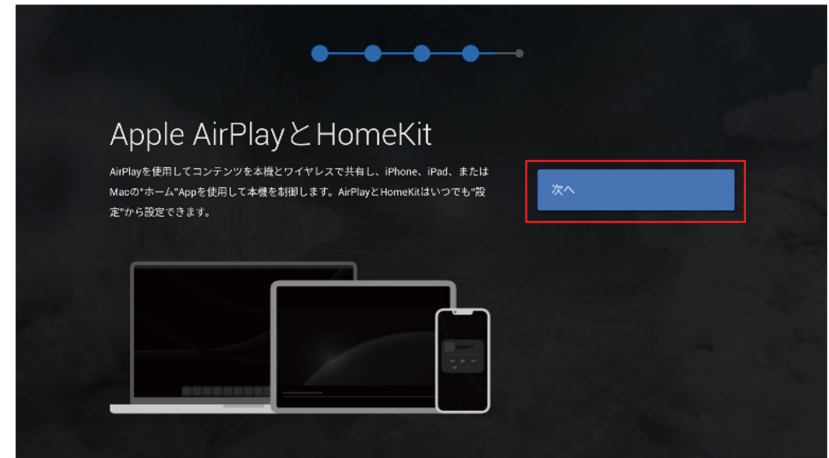 Apple AirPlayとHomeKit
AirPlayを使用してコンテンツを本機とワイヤレスで共有し、iPhone、iPad、または
Macの"ホーム"Appを使用して本機を制御します。AirPlayとHomeKitはいつでも"設
定"から設定できます。
次へ